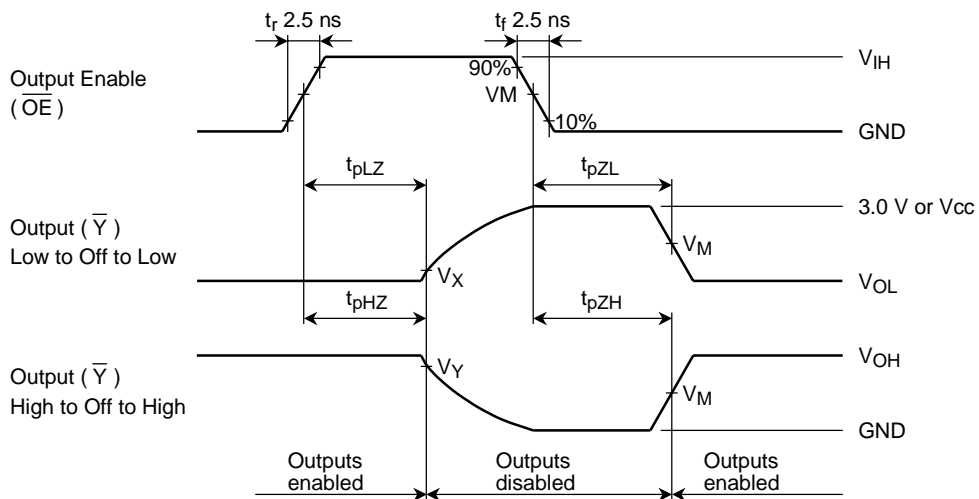 tr 2.5 ns
tf 2.5 ns
Output Enable
( OE )
90%
VM
10%
VIH
GND
tpLZ
tpZL
Output ( Y )
Low to Off to Low
3.0 V or Vcc
VM
VX
VOL
tpHZ
tpZH
Output ( Y )
High to Off to High
VOH
VY
VM
GND
Outputs
enabled
Outputs
disabled
Outputs
enabled